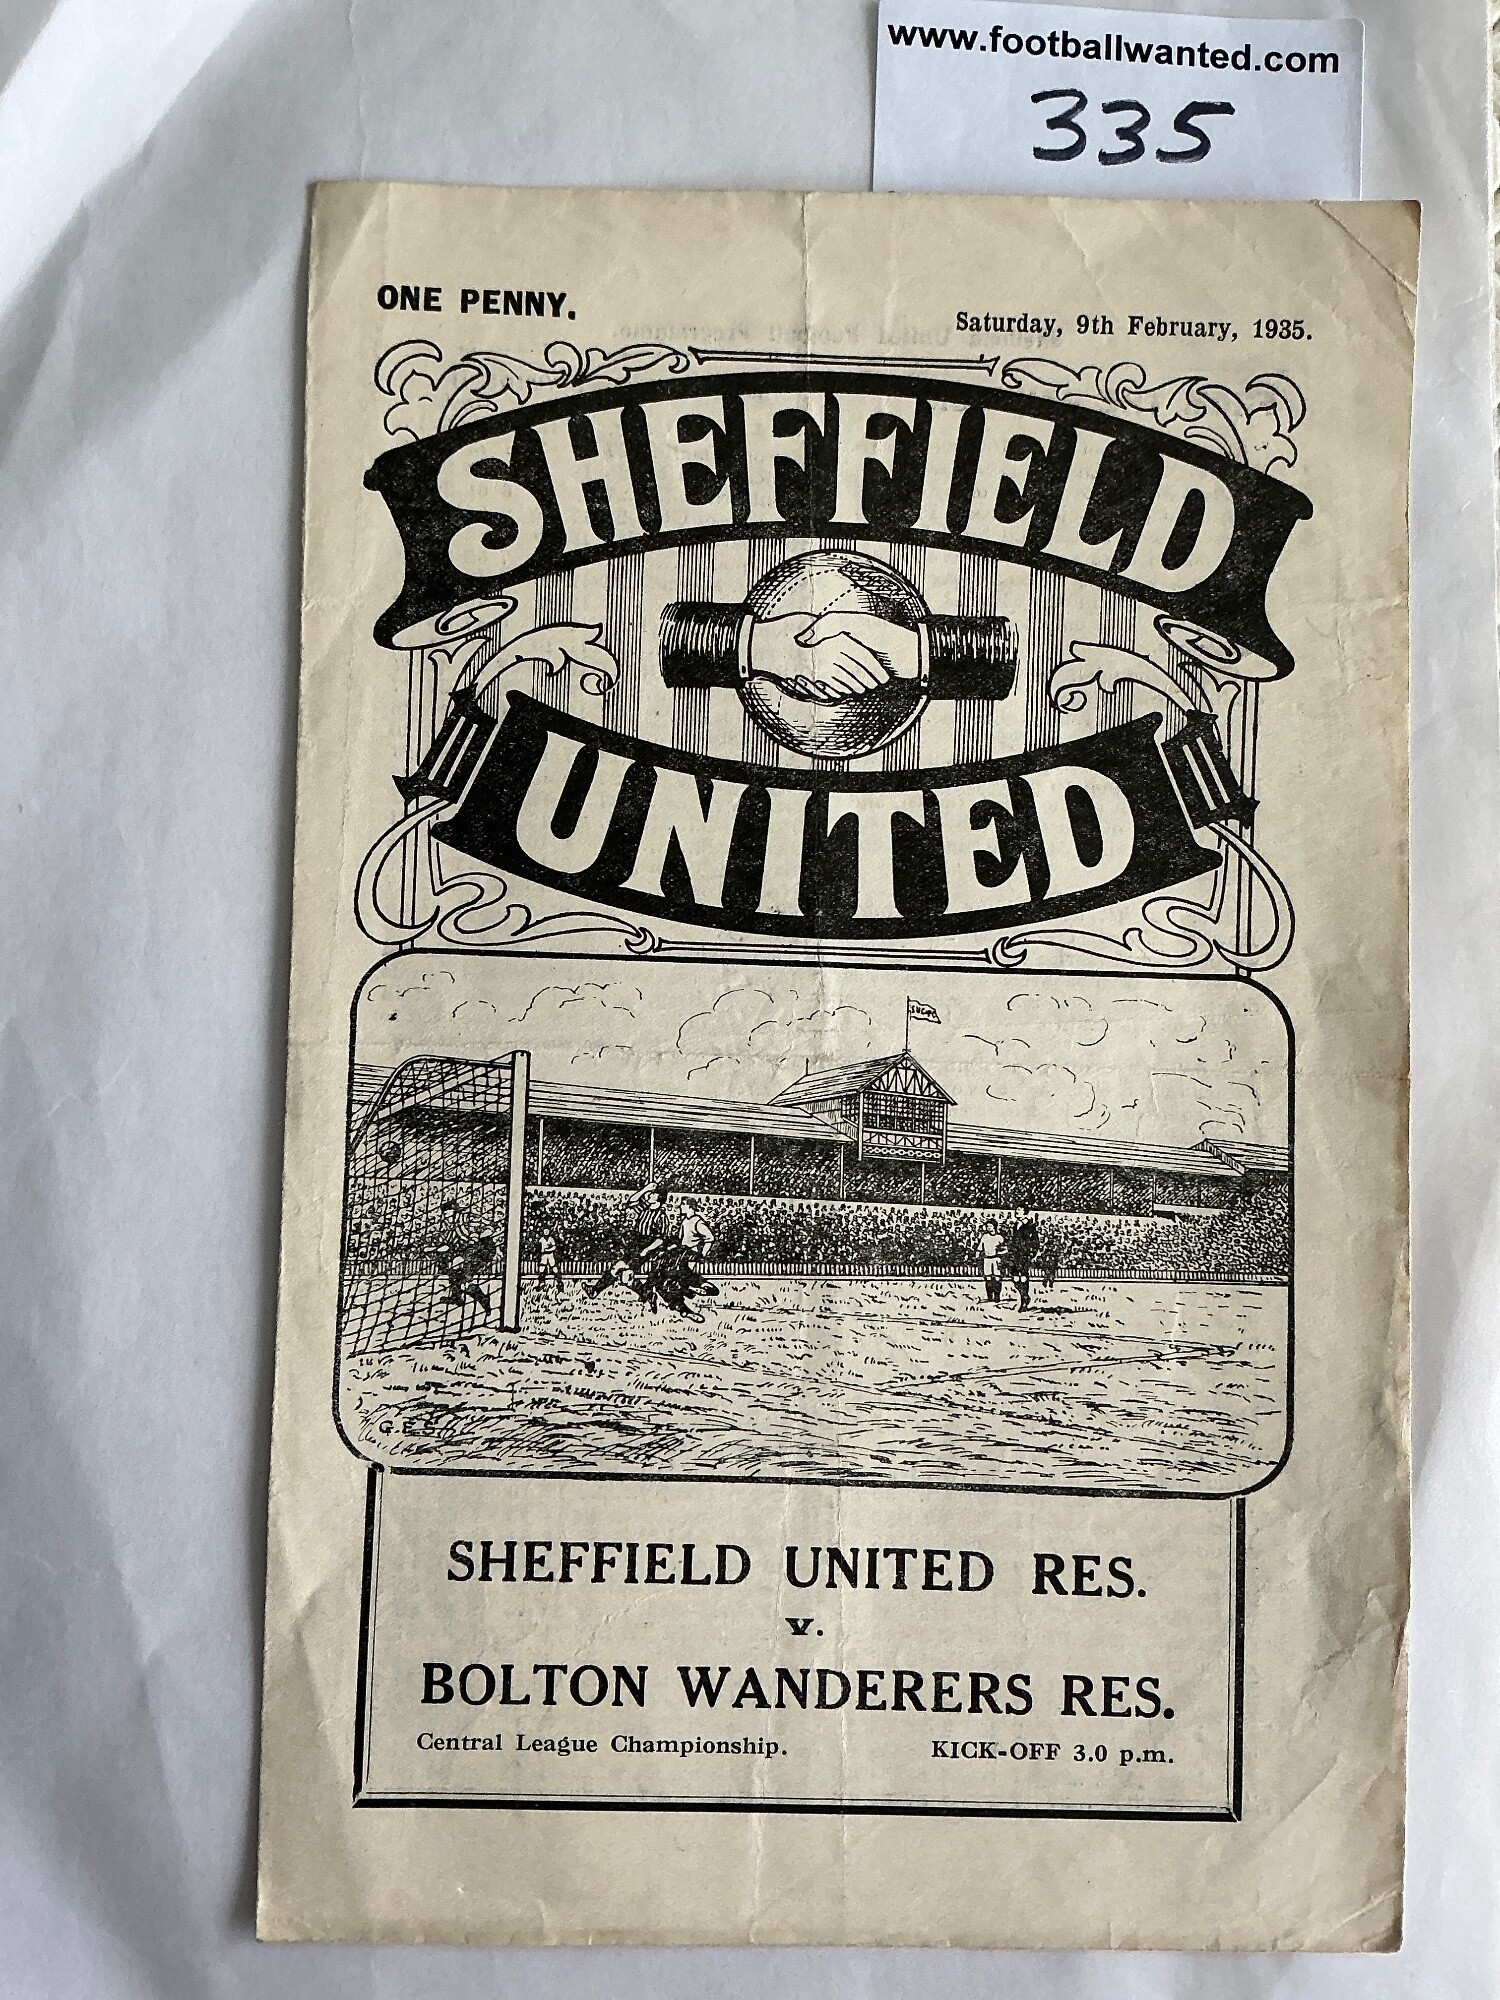 www.footballwanted.com
335
ONE PENNY.
Saturday, 9th February, 1935.
SHEFFIELD
UNITED
G.E.S.
SHEFFIELD UNITED RES.
v.
BOLTON WANDERERS RES.
Central League Championship.
KICK-OFF 3.0 p.m.